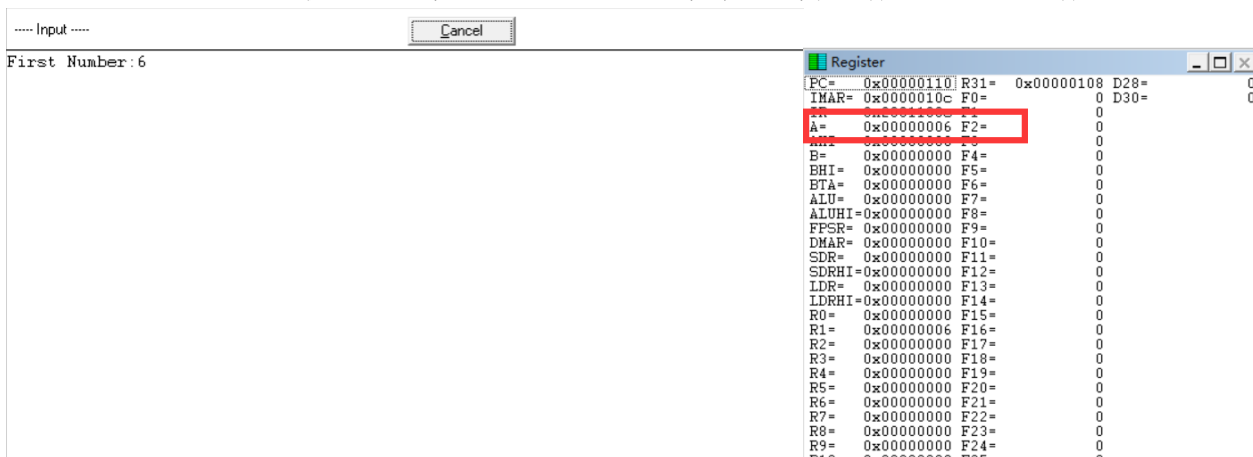 ----- Input -----
Cancel
First Number:6
Register
PC= 0x00000110 R31= 0x00000108 D28= 0
IMAR= 0x0000010c F0= 0 D30= 0
A= 0x00000006 F2= 0
B= 0x00000000 F4= 0
BHI= 0x00000000 F5= 0
BTA= 0x00000000 F6= 0
ALU= 0x00000000 F7= 0
ALUHI=0x00000000 F8= 0
FPSR= 0x00000000 F9= 0
DMAR= 0x00000000 F10= 0
SDR= 0x00000000 F11= 0
SDRHI=0x00000000 F12= 0
LDR= 0x00000000 F13= 0
LDRHI=0x00000000 F14= 0
R0= 0x00000000 F15= 0
R1= 0x00000006 F16= 0
R2= 0x00000000 F17= 0
R3= 0x00000000 F18= 0
R4= 0x00000000 F19= 0
R5= 0x00000000 F20= 0
R6= 0x00000000 F21= 0
R7= 0x00000000 F22= 0
R8= 0x00000000 F23= 0
R9= 0x00000000 F24= 0